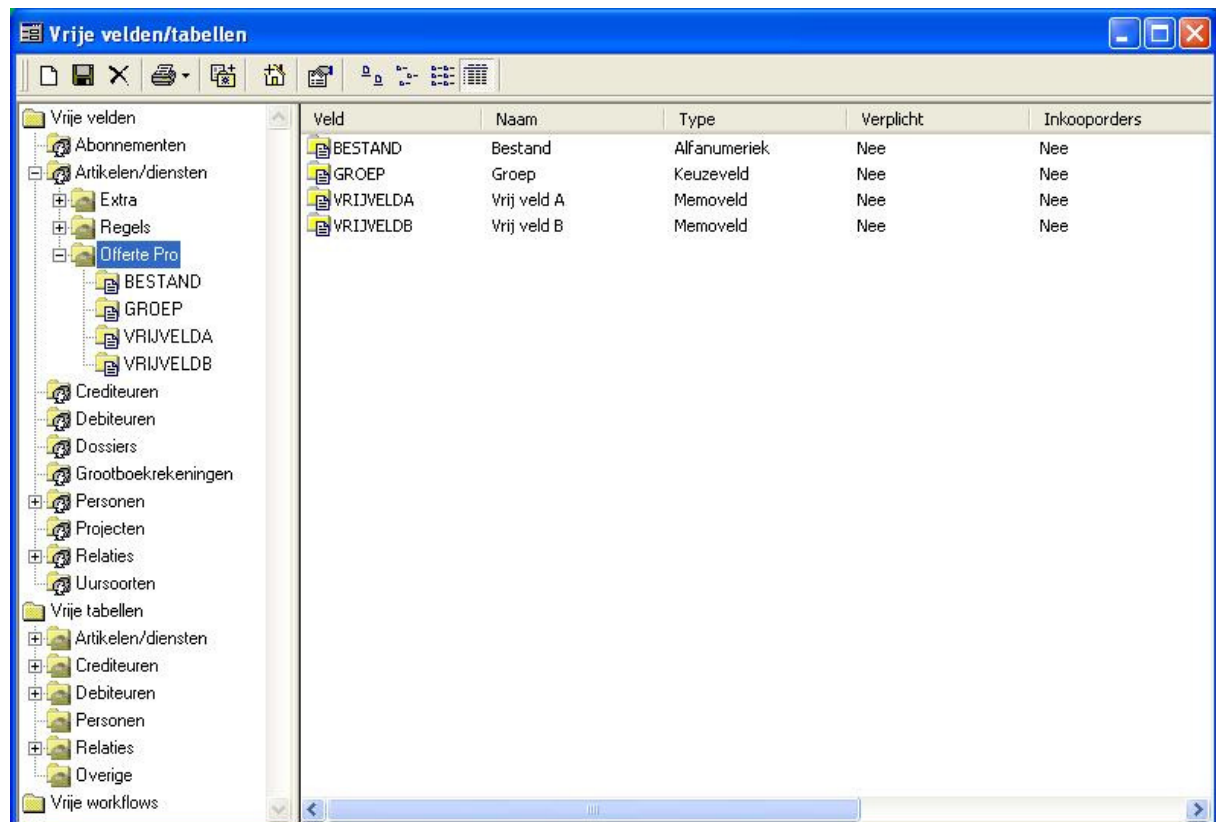 Vrije velden/tabellen
Vrije velden
Abonnementen
Artikelen/diensten
Extra
Regels
Offerte Pro
BESTAND
GROEP
VRIJVELDA
VRIJVELDB
Crediteuren
Debiteuren
Dossiers
Grootboekrekeningen
Personen
Projecten
Relaties
Uursoorten
Vrije tabellen
Artikelen/diensten
Crediteuren
Debiteuren
Personen
Relaties
Overige
Vrije workflows
Veld Naam Type Verplicht Inkooporders
BESTAND Bestand Alfanumeriek Nee Nee
GROEP Groep Keuzeveld Nee Nee
VRIJVELDA Vrij veld A Memoveld Nee Nee
VRIJVELDB Vrij veld B Memoveld Nee Nee